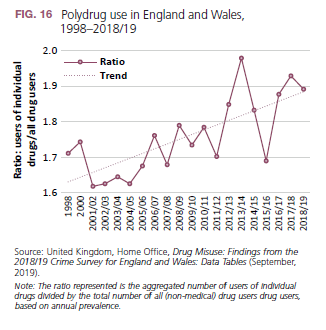 FIG. 16 Polydrug use in England and Wales,
1998–2018/19
Ratio: users of individual
drugs/all drug users
2.0
1.9
1.8
1.7
1.6
Ratio
Trend
1998
2000
2001/02
2002/03
2003/04
2004/05
2005/06
2006/07
2007/08
2008/09
2009/10
2010/11
2011/12
2012/13
2013/14
2014/15
2015/16
2016/17
2017/18
2018/19
Source: United Kingdom, Home Office, Drug Misuse: Findings from the
2018/19 Crime Survey for England and Wales: Data Tables (September,
2019).
Note: The ratio represented is the aggregated number of users of individual
drugs divided by the total number of all (non-medical) drug users drug users,
based on annual prevalence.